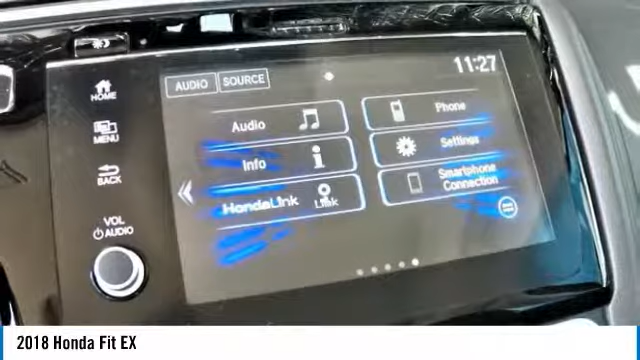 11:27
AUDIO SOURCE
HOME
MENU
BACK
VOL
AUDIO
Audio
Phone
Info
Settings
HondaLink
Link
Smartphone
Connection
2018 Honda Fit EX